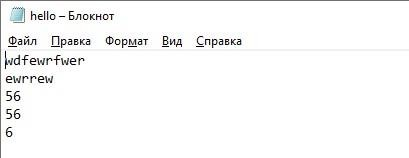 hello – Блокнот
Файл Правка Формат Вид Справка
wdfewrfwer
ewrrew
56
56
6